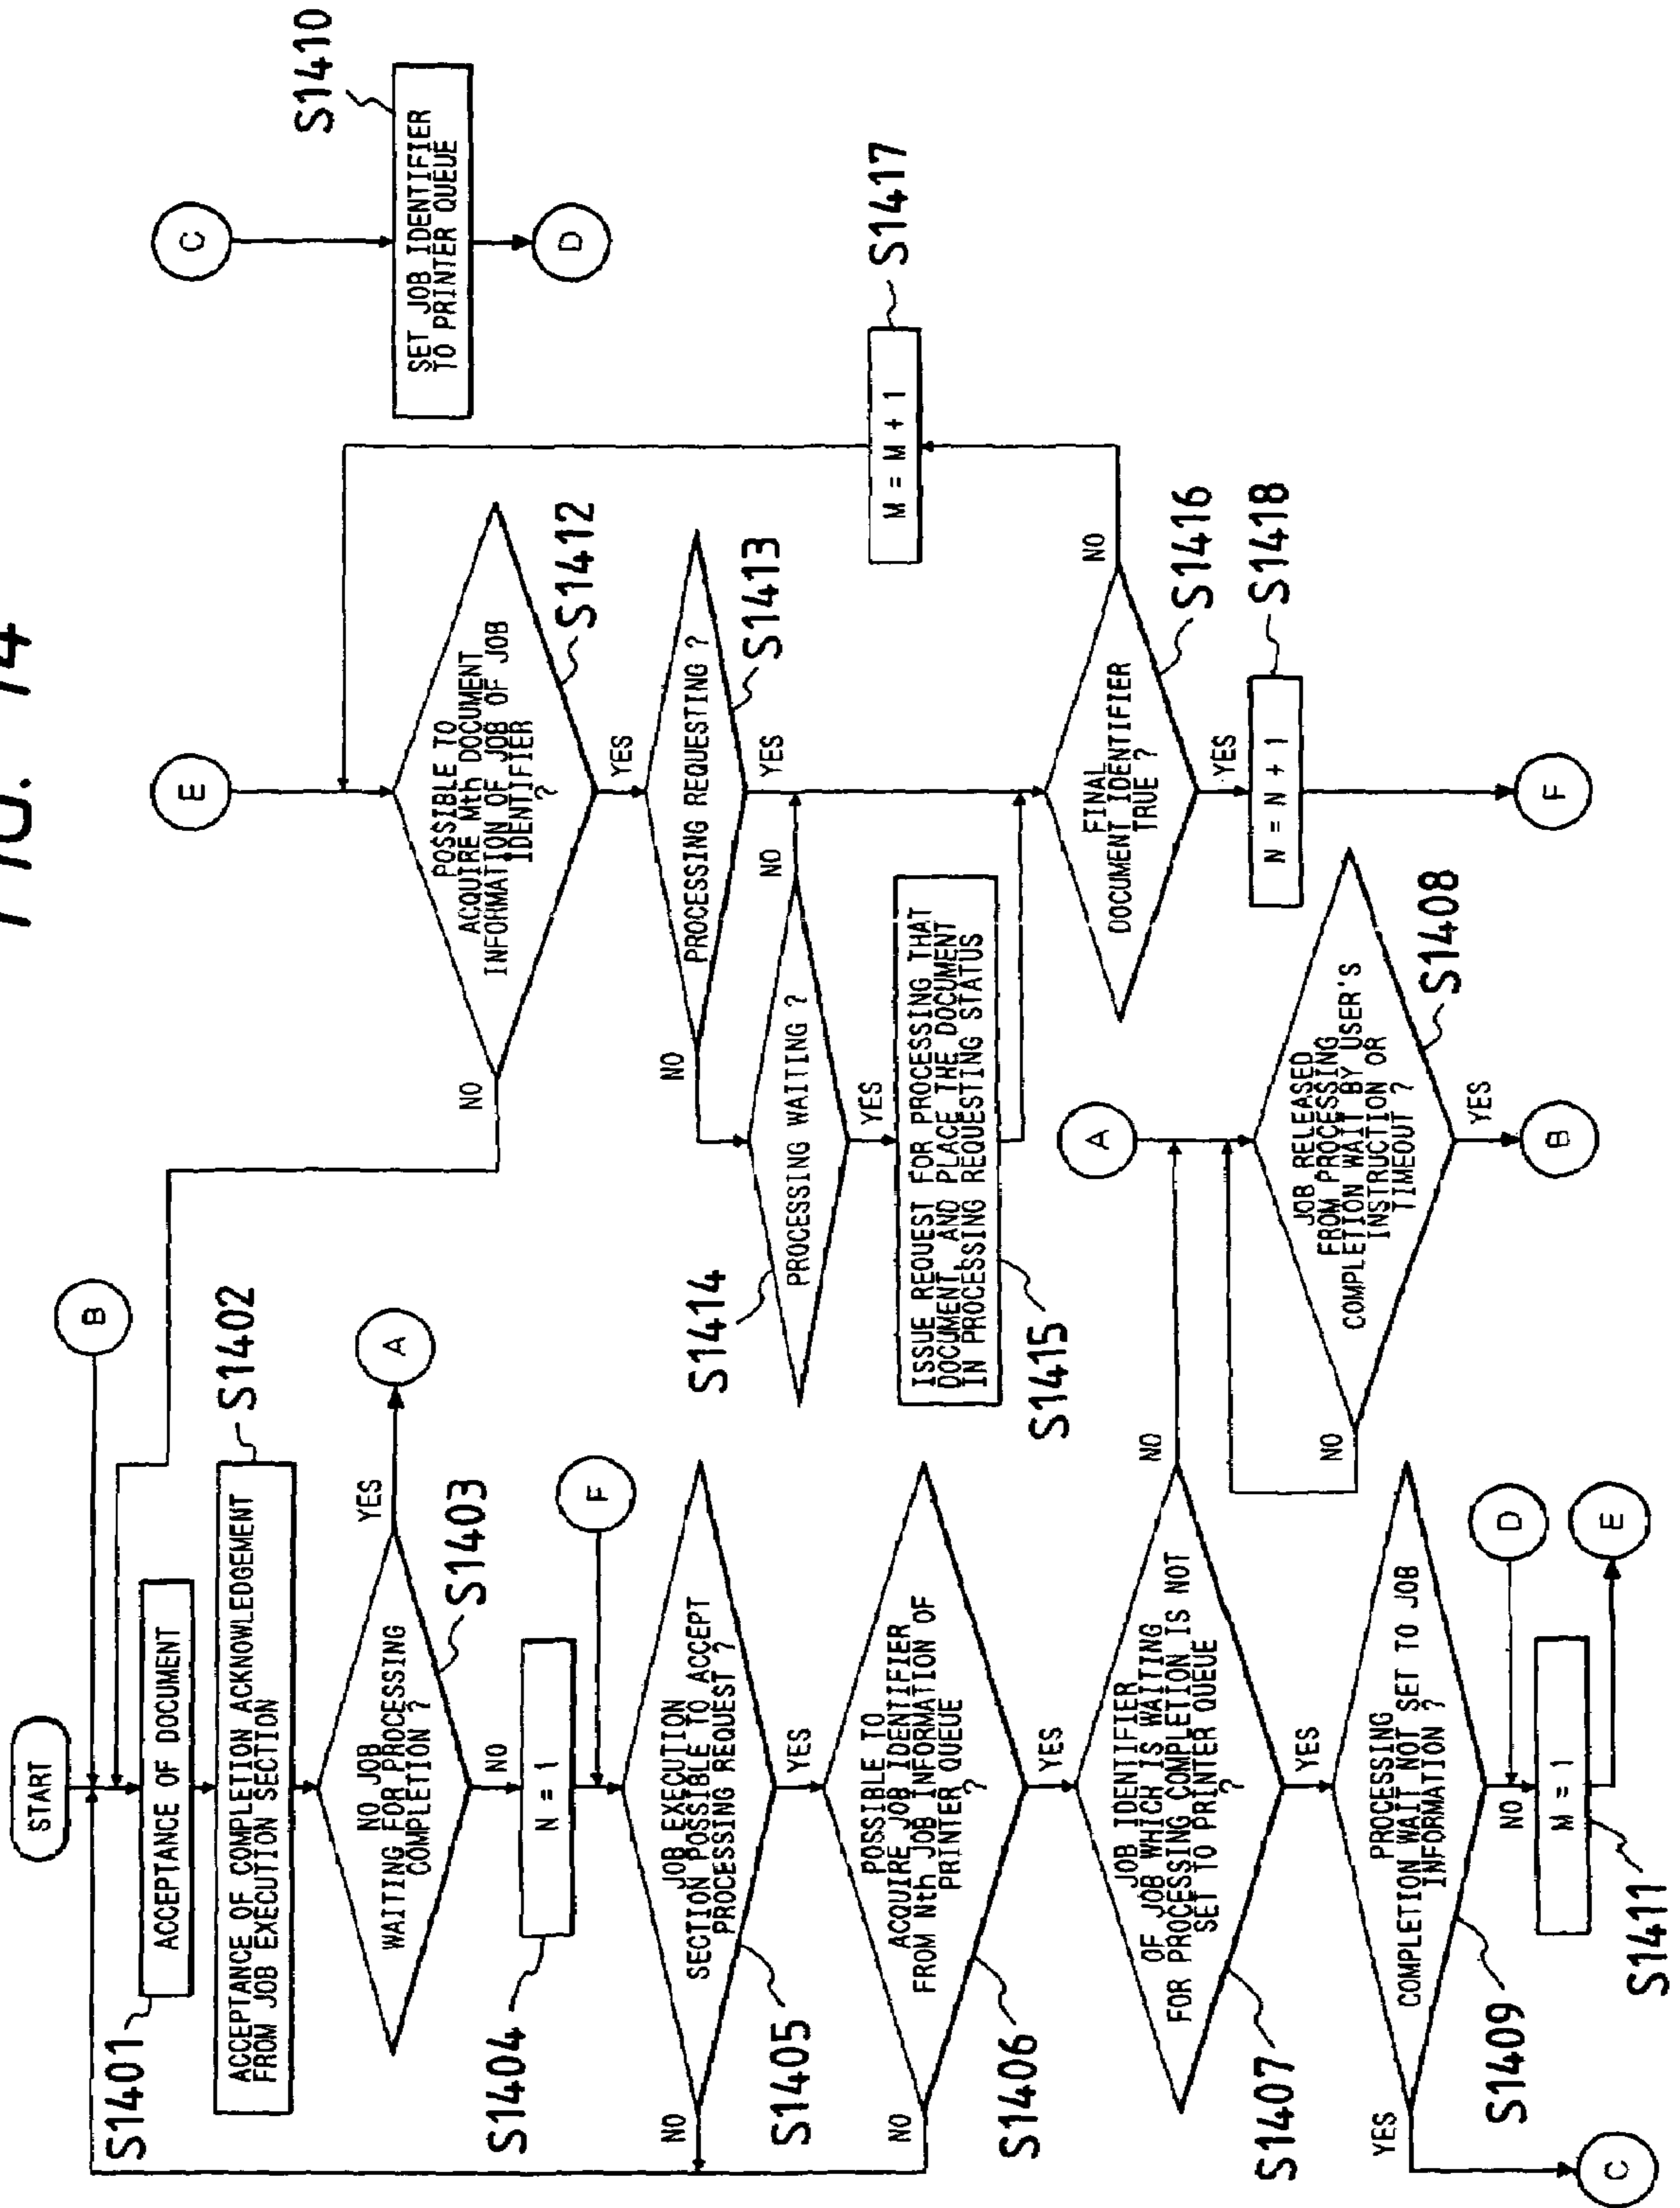 FIG. 14
START
B
S1401
ACCEPTANCE OF DOCUMENT
ACCEPTANCE OF COMPLETION ACKNOWLEDGEMENT
FROM JOB EXECUTION SECTION
S1402
NO JOB
WAITING FOR PROCESSING
COMPLETION ?
YES
A
S1403
NO
S1404
N = 1
F
JOB EXECUTION
SECTION POSSIBLE TO ACCEPT
PROCESSING REQUEST ?
NO
S1405
YES
POSSIBLE TO
ACQUIRE JOB IDENTIFIER
FROM Nth JOB INFORMATION OF
PRINTER QUEUE
?
NO
S1406
YES
JOB IDENTIFIER
OF JOB WHICH IS WAITING
FOR PROCESSING COMPLETION IS NOT
SET TO PRINTER QUEUE
?
NO
S1407
YES
PROCESSING
COMPLETION WAIT NOT SET TO JOB
INFORMATION ?
YES
C
S1409
NO
D
M = 1
S1411
E
E
POSSIBLE TO
ACQUIRE Mth DOCUMENT
INFORMATION OF JOB OF JOB
IDENTIFIER
?
NO
S1412
YES
PROCESSING REQUESTING ?
NO
S1413
YES
S1414
PROCESSING WAITING ?
NO
YES
ISSUE REQUEST FOR PROCESSING THAT
DOCUMENT, AND PLACE THE DOCUMENT
IN PROCESSING REQUESTING STATUS
S1415
FINAL
DOCUMENT IDENTIFIER
TRUE ?
NO
S1416
M = M + 1
S1417
YES
N = N + 1
S1418
F
A
JOB RELEASED
FROM PROCESSING
COMPLETION WAIT BY USER'S
INSTRUCTION OR
TIMEOUT ?
NO
S1408
YES
B
C
SET JOB IDENTIFIER
TO PRINTER QUEUE
S1410
D